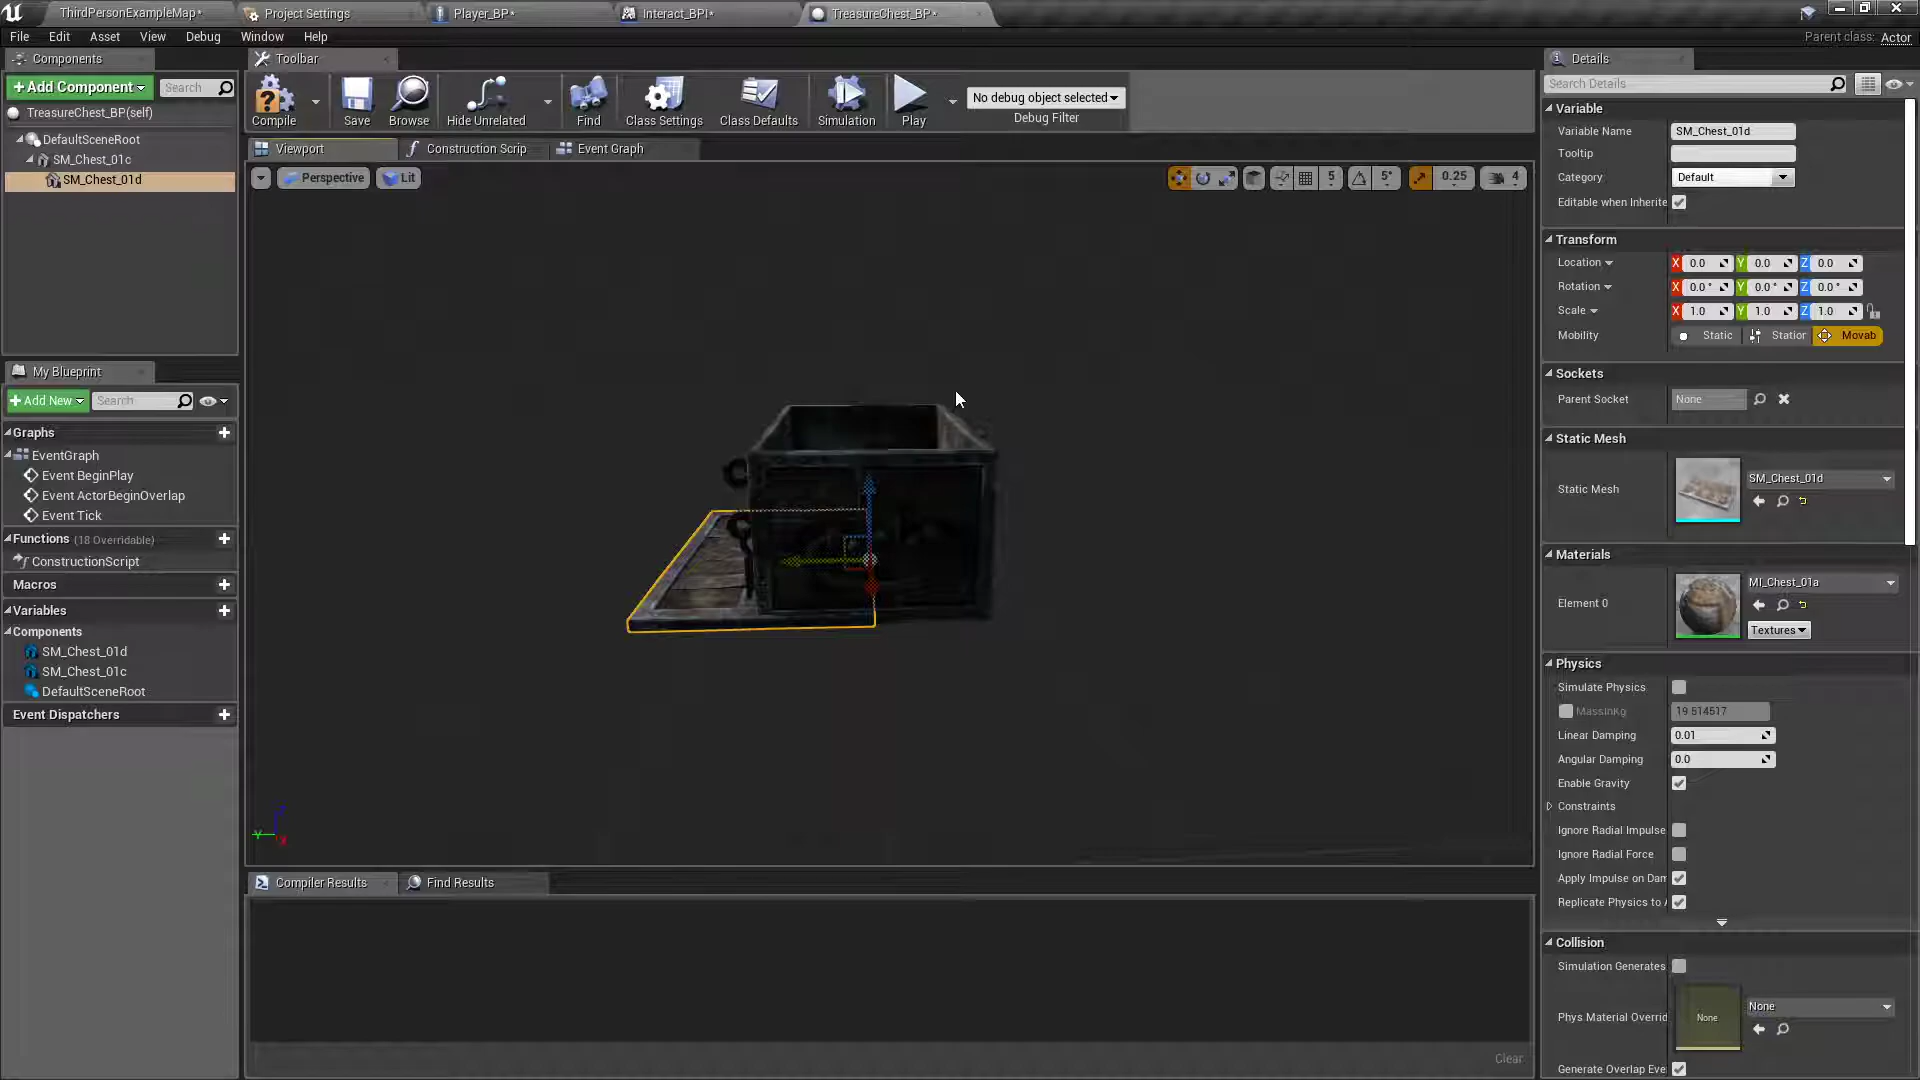 ThirdPersonExampleMap*
Project Settings
Player_BP*
Interact_BPI*
TreasureChest_BP*
File Edit Asset View Debug Window Help
Parent class: Actor
Components
+Add Component
Search
TreasureChest_BP(self)
DefaultSceneRoot
SM_Chest_01c
SM_Chest_01d
Toolbar
Compile
Save
Browse
Hide Unrelated
Find
Class Settings
Class Defaults
Simulation
Play
No debug object selected
Debug Filter
Viewport
Construction Scrip
Event Graph
Perspective
Lit
5
5°
0.25
4
My Blueprint
+Add New
Search
Graphs
EventGraph
Event BeginPlay
Event ActorBeginOverlap
Event Tick
Functions (18 Overridable)
ConstructionScript
Macros
Variables
Components
SM_Chest_01d
SM_Chest_01c
DefaultSceneRoot
Event Dispatchers
Compiler Results
Find Results
Clear
Details
Search Details
Variable
Variable Name SM_Chest_01d
Tooltip
Category Default
Editable when Inherite
Transform
Location X 0.0 Y 0.0 Z 0.0
Rotation X 0.0° Y 0.0° Z 0.0°
Scale X 1.0 Y 1.0 Z 1.0
Mobility Static Station Movab
Sockets
Parent Socket None
Static Mesh
Static Mesh SM_Chest_01d
Materials
Element 0 MI_Chest_01a
Textures
Physics
Simulate Physics
MassInKg 19.514517
Linear Damping 0.01
Angular Damping 0.0
Enable Gravity
Constraints
Ignore Radial Impulse
Ignore Radial Force
Apply Impulse on Dam
Replicate Physics to A
Collision
Simulation Generates
Phys Material Overrid None None
Generate Overlap Eve